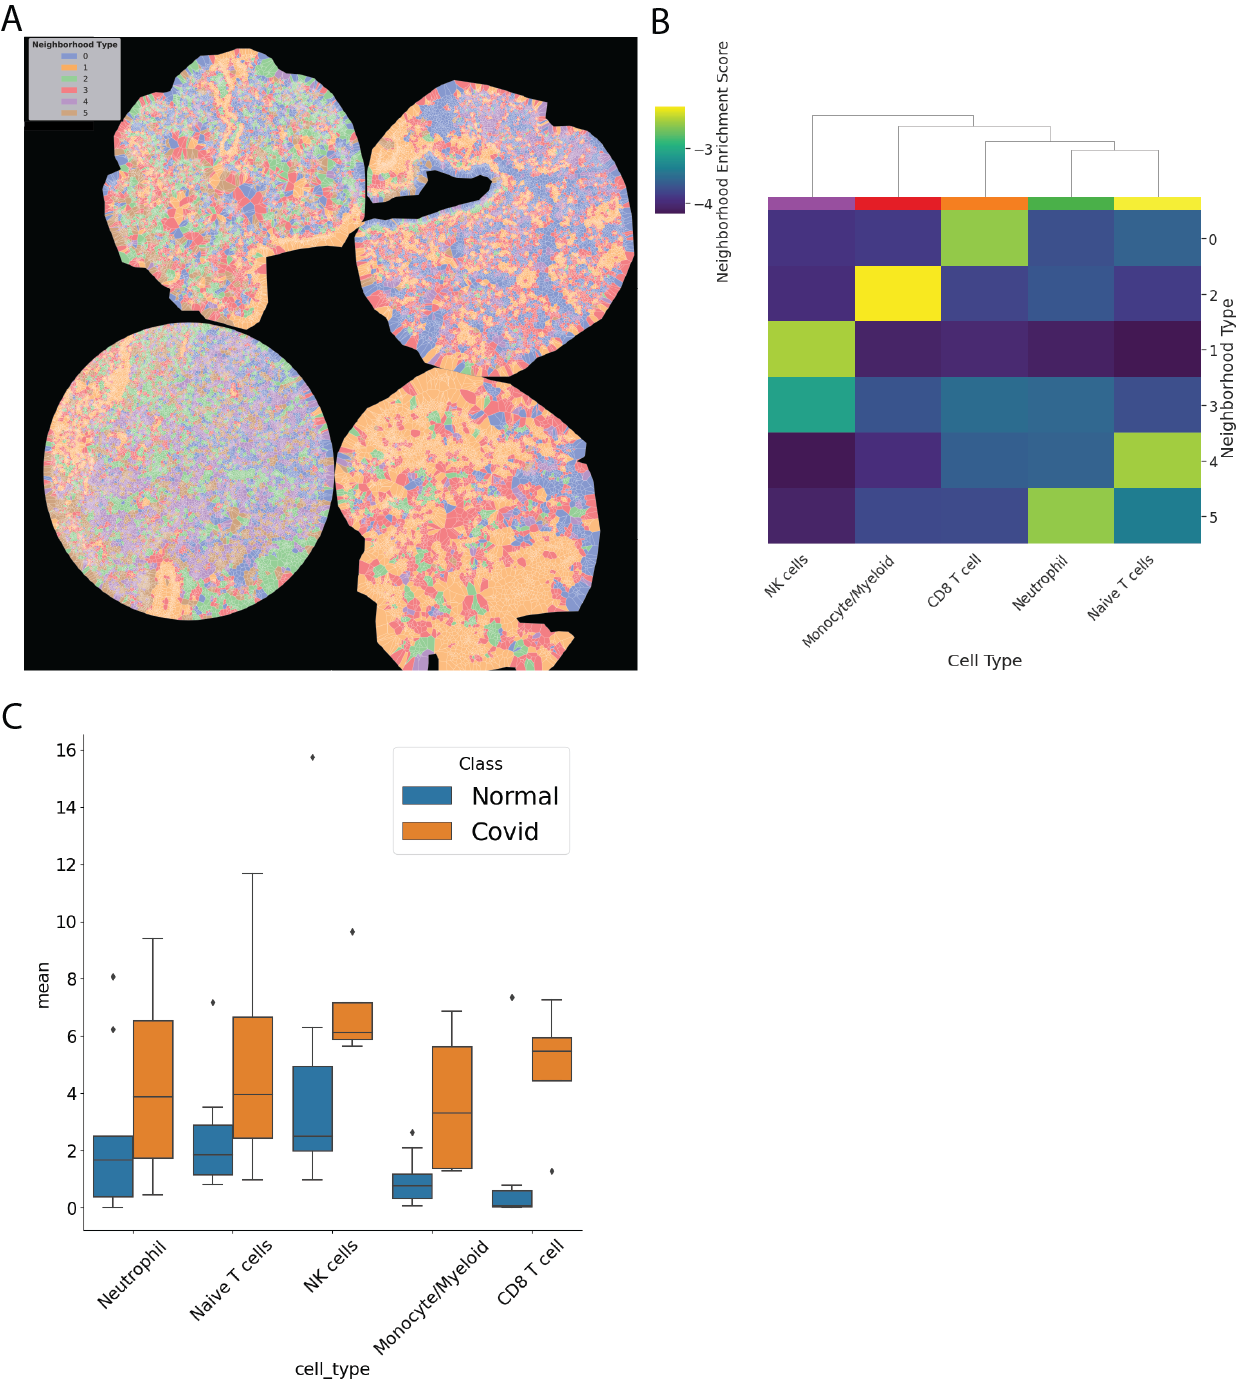 A
Neighborhood Type
0
1
2
3
4
5
B
Neighborhood Enrichment Score
−3
−4
0
2
1
3
4
5
Neighborhood Type
NK cells
Monocyte/Myeloid
CD8 T cell
Neutrophil
Naive T cells
Cell Type
C
16
14
12
10
8
6
4
2
0
mean
Class
Normal
Covid
Neutrophil
Naive T cells
NK cells
Monocyte/Myeloid
CD8 T cell
cell_type